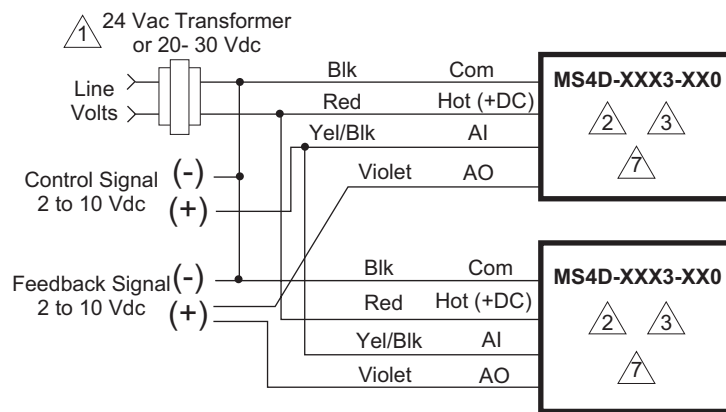 1
24 Vac Transformer
or 20- 30 Vdc
Line
Volts
Blk Com
Red Hot (+DC)
Yel/Blk AI
Violet AO
MS4D-XXX3-XX0
2 3
7
Control Signal (-)
2 to 10 Vdc (+)
Feedback Signal (-)
2 to 10 Vdc (+)
Blk Com
Red Hot (+DC)
Yel/Blk AI
Violet AO
MS4D-XXX3-XX0
2 3
7